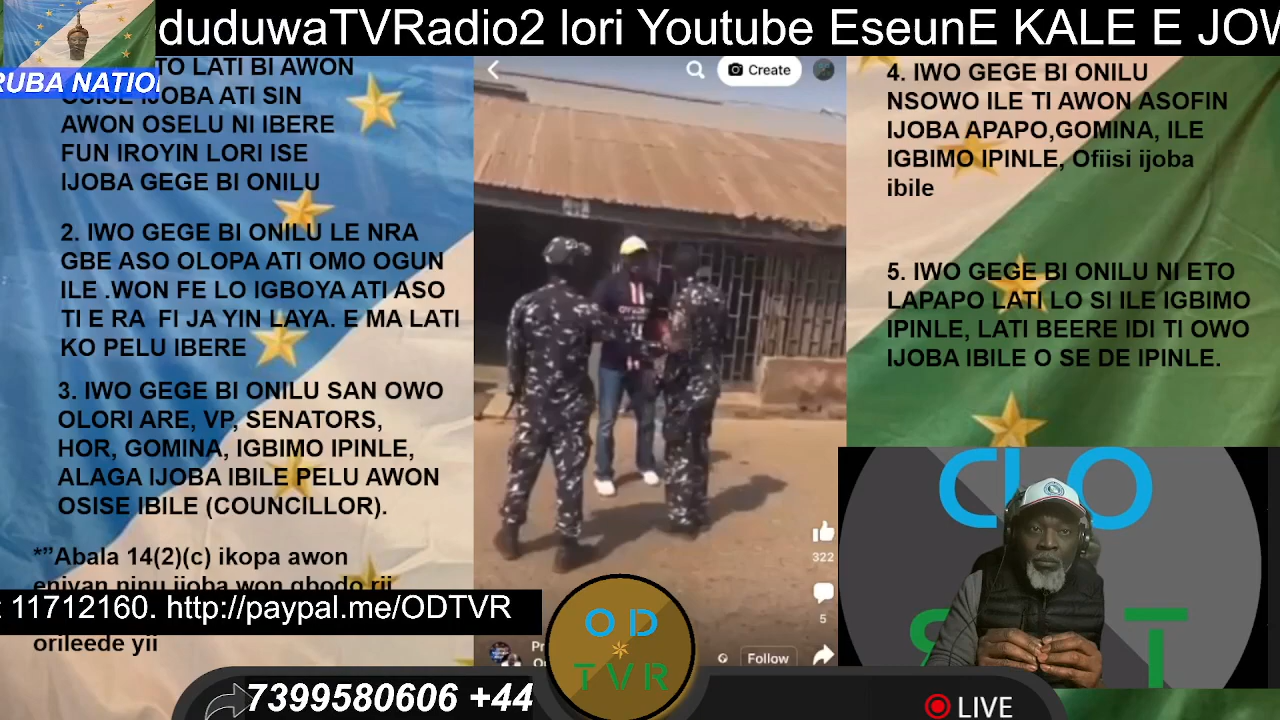 duduwaTVRadio2 lori Youtube EseunE KALE E JOW
RUBA NATIO
TO LATI BI AWON
OSISE IJOBA ATI SIN
AWON OSELU NI IBERE
FUN IROYIN LORI ISE
IJOBA GEGE BI ONILU
2. IWO GEGE BI ONILU LE NRA
GBE ASO OLOPA ATI OMO OGUN
ILE .WON FE LO IGBOYA ATI ASO
TI E RA FI JA YIN LAYA. E MA LATI
KO PELU IBERE
3. IWO GEGE BI ONILU SAN OWO
OLORI ARE, VP, SENATORS,
HOR, GOMINA, IGBIMO IPINLE,
ALAGA IJOBA IBILE PELU AWON
OSISE IBILE (COUNCILLOR).
*”Abala 14(2)(c) ikopa awon
eniyan ninu ijoba won gbodo rii
: 11712160. http://paypal.me/ODTVR
orileede yii
Create
322
5
Follow
4. IWO GEGE BI ONILU
NSOWO ILE TI AWON ASOFIN
IJOBA APAPO,GOMINA, ILE
IGBIMO IPINLE, Ofiisi ijoba
ibile
5. IWO GEGE BI ONILU NI ETO
LAPAPO LATI LO SI ILE IGBIMO
IPINLE, LATI BEERE IDI TI OWO
IJOBA IBILE O SE DE IPINLE.
O D
T V R
7399580606 +44
LIVE